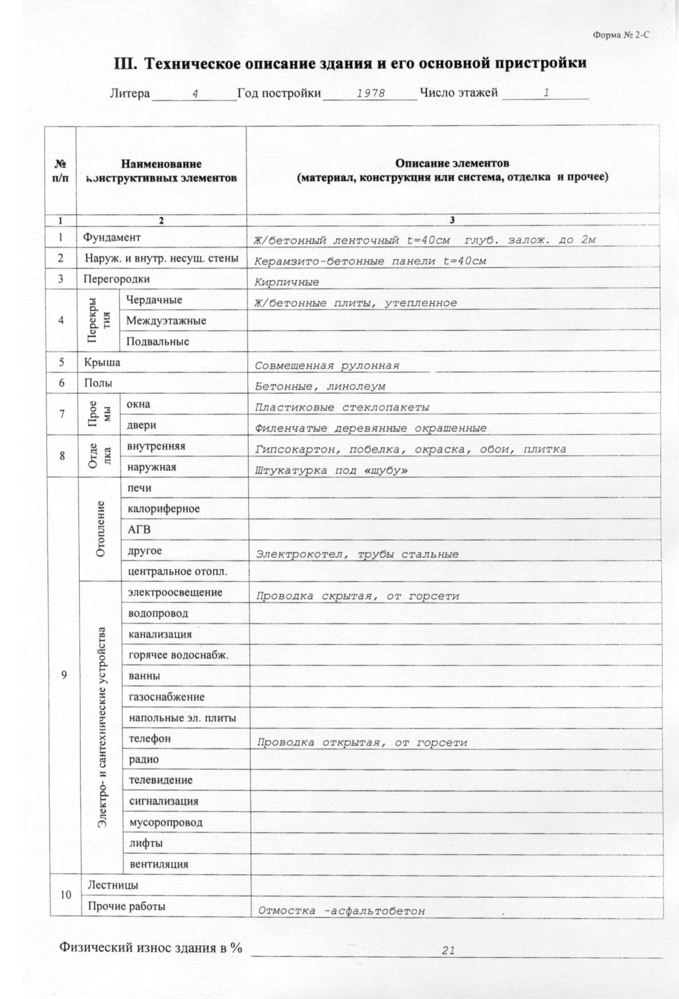 Форма № 2-С
III. Техническое описание здания и его основной пристройки
Литера 4 Год постройки 1978 Число этажей 1
№ п/п
Наименование конструктивных элементов
Описание элементов
(материал, конструкция или система, отделка и прочее)
1 2 3
1 Фундамент Ж/бетонный ленточный t=40см глуб. залож. до 2м
2 Наруж. и внутр. несущ. стены Керамзито-бетонные панели t=40см
3 Перегородки Кирпичные
4 Перекры тия
Чердачные Ж/бетонные плиты, утепленное
Междуэтажные
Подвальные
5 Крыша Совмещенная рулонная
6 Полы Бетонные, линолеум
7 Прое мы
окна Пластиковые стеклопакеты
двери Филенчатые деревянные окрашенные
8 Отде лка
внутренняя Гипсокартон, побелка, окраска, обои, плитка
наружная Штукатурка под «шубу»
9 Отопление
печи
калориферное
АГВ
другое Электрокотел, трубы стальные
центральное отопл.
Электро- и сантехнические устройства
электроосвещение Проводка скрытая, от горсети
водопровод
канализация
горячее водоснабж.
ванны
газоснабжение
напольные эл. плиты
телефон Проводка открытая, от горсети
радио
телевидение
сигнализация
мусоропровод
лифты
вентиляция
10 Лестницы
Прочие работы Отмостка -асфальтобетон
Физический износ здания в % 21